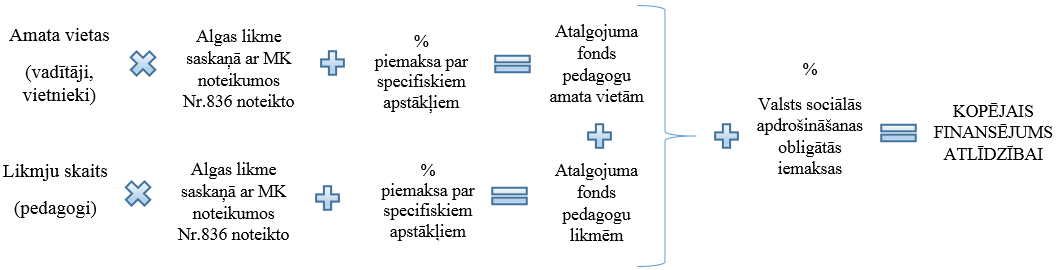 Amata vietas
(vadītāji,
vietnieki)
Algas likme
saskaņā ar MK
noteikumos
Nr.836 noteikto
%
piemaksa par
specifiskiem
apstākļiem
Atalgojuma
fonds
pedagogu
amata vietām
Likmju skaits
(pedagogi)
Algas likme
saskaņā ar MK
noteikumos
Nr.836 noteikto
%
piemaksa par
specifiskiem
apstākļiem
Atalgojuma
fonds
pedagogu
likmēm
%
Valsts sociālās
apdrošināšanas
obligātās
iemaksas
KOPĒJAIS
FINANSĒJUMS
ATLĪDZĪBAI